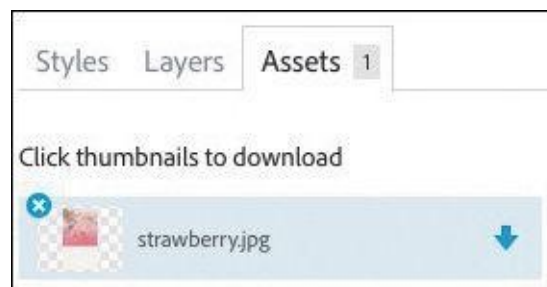 Styles Layers Assets 1
Click thumbnails to download
strawberry.jpg